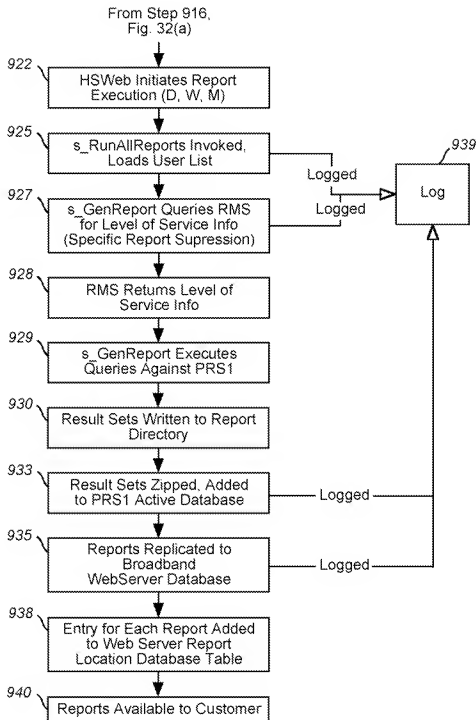 From Step 916,
Fig. 32(a)
922
HSWeb Initiates Report
Execution (D, W, M)
925
s_RunAllReports Invoked,
Loads User List
Logged
939
Log
927
s_GenReport Queries RMS
for Level of Service Info
(Specific Report Supression)
Logged
928
RMS Returns Level of
Service Info
929
s_GenReport Executes
Queries Against PRS1
930
Result Sets Written to Report
Directory
933
Result Sets Zipped, Added
to PRS1 Active Database
Logged
935
Reports Replicated to
Broadband
WebServer Database
Logged
938
Entry for Each Report Added
to Web Server Report
Location Database Table
940
Reports Available to Customer